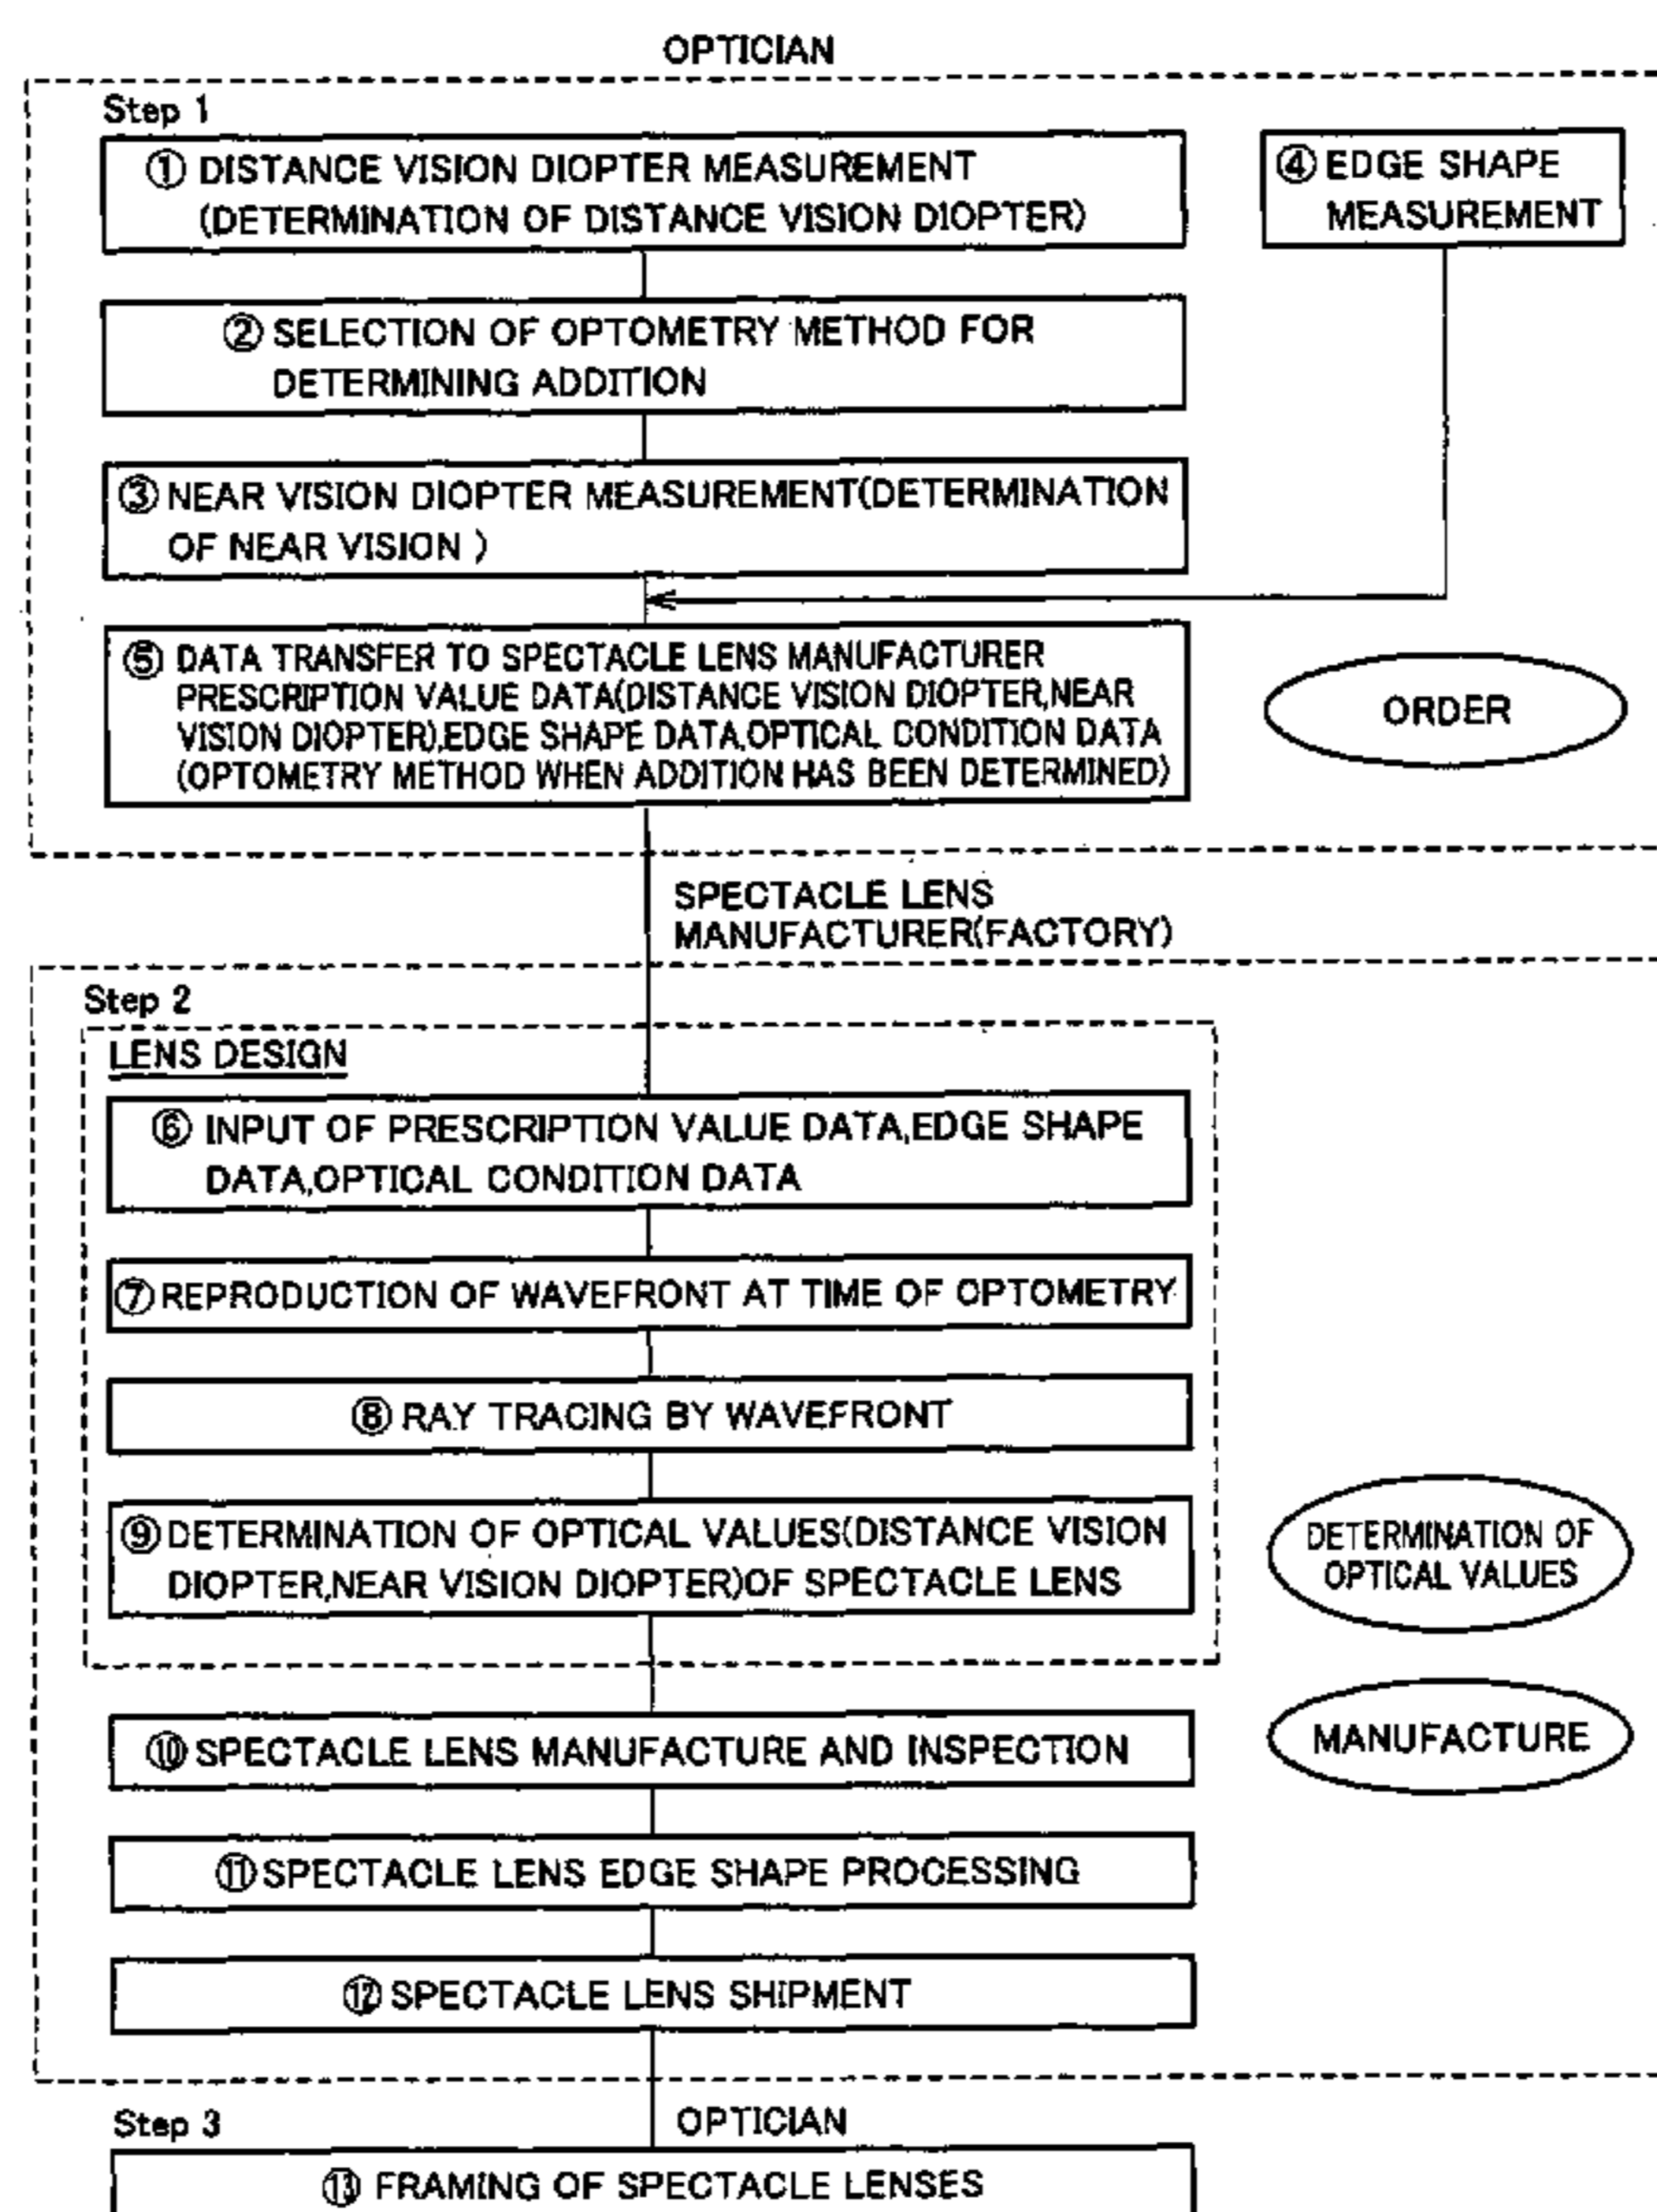 OPTICIAN
Step 1
① DISTANCE VISION DIOPTER MEASUREMENT
(DETERMINATION OF DISTANCE VISION DIOPTER)
④ EDGE SHAPE
MEASUREMENT
② SELECTION OF OPTOMETRY METHOD FOR
DETERMINING ADDITION
③ NEAR VISION DIOPTER MEASUREMENT(DETERMINATION
OF NEAR VISION )
⑤ DATA TRANSFER TO SPECTACLE LENS MANUFACTURER
PRESCRIPTION VALUE DATA(DISTANCE VISION DIOPTER,NEAR
VISION DIOPTER),EDGE SHAPE DATA,OPTICAL CONDITION DATA
(OPTOMETRY METHOD WHEN ADDITION HAS BEEN DETERMINED)
ORDER
SPECTACLE LENS
MANUFACTURER(FACTORY)
Step 2
LENS DESIGN
⑥ INPUT OF PRESCRIPTION VALUE DATA,EDGE SHAPE
DATA,OPTICAL CONDITION DATA
⑦ REPRODUCTION OF WAVEFRONT AT TIME OF OPTOMETRY
⑧ RAY TRACING BY WAVEFRONT
⑨ DETERMINATION OF OPTICAL VALUES(DISTANCE VISION
DIOPTER,NEAR VISION DIOPTER)OF SPECTACLE LENS
DETERMINATION OF
OPTICAL VALUES
⑩ SPECTACLE LENS MANUFACTURE AND INSPECTION
MANUFACTURE
⑪ SPECTACLE LENS EDGE SHAPE PROCESSING
⑫ SPECTACLE LENS SHIPMENT
Step 3
OPTICIAN
⑬ FRAMING OF SPECTACLE LENSES